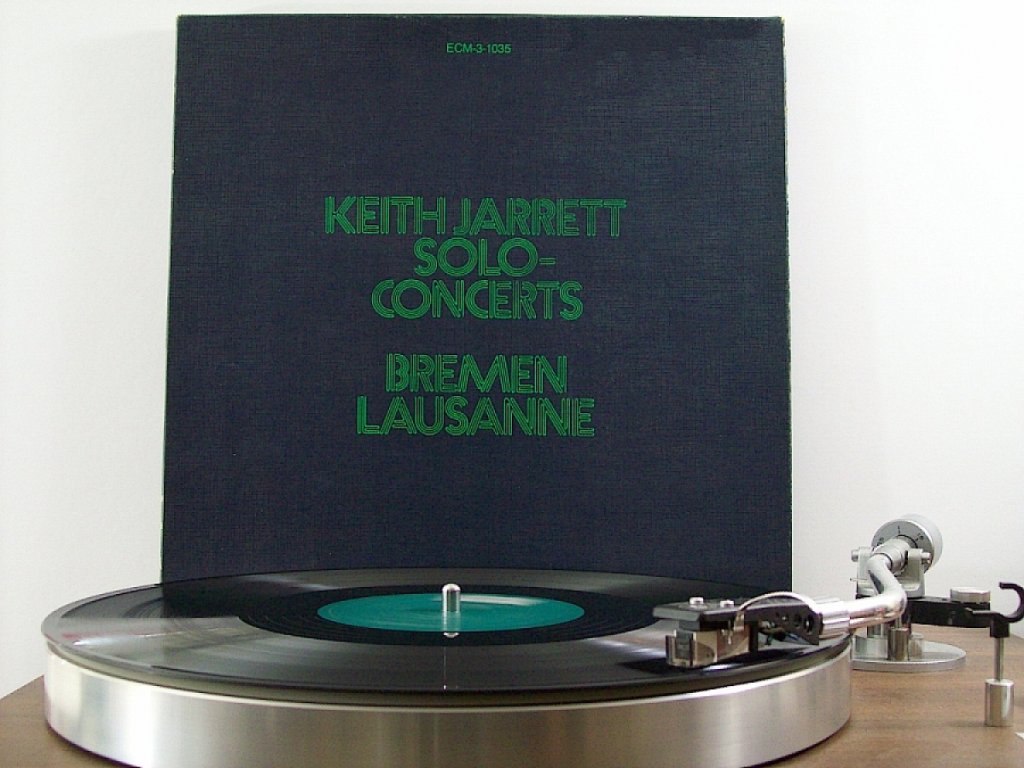 ECM-3-1035
KEITH JARRETT
SOLO-
CONCERTS
BREMEN
LAUSANNE